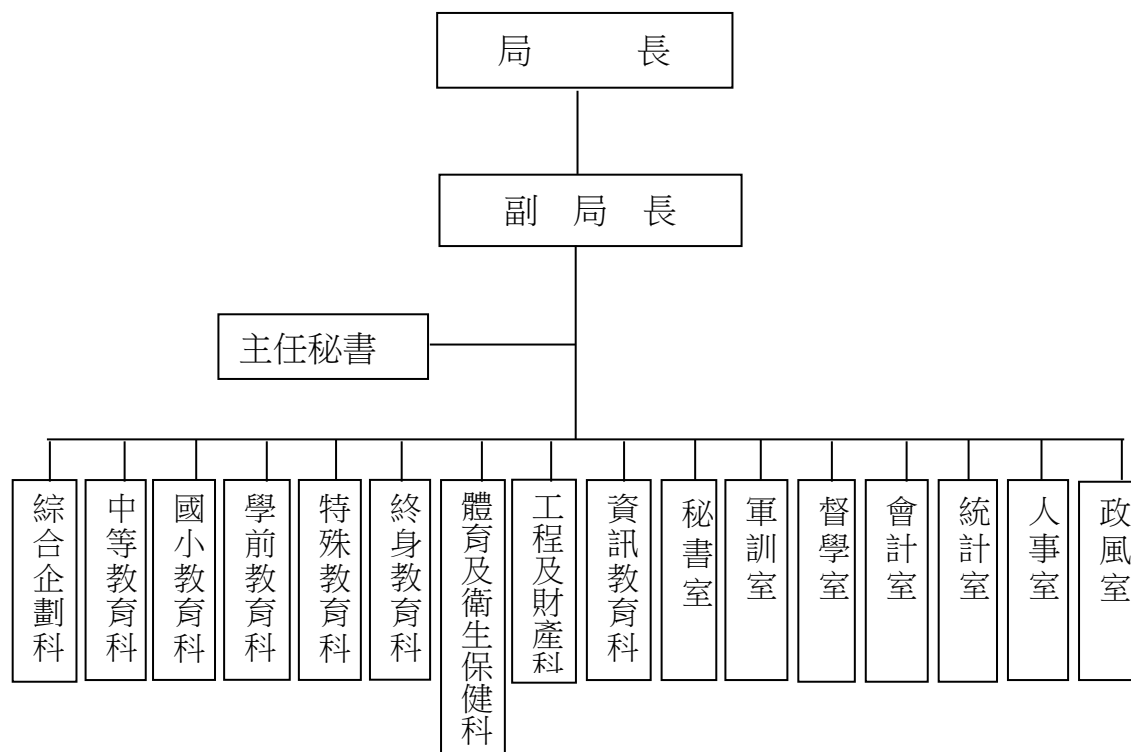 局　　　長
副　局　長
主任秘書
綜合企劃科
中等教育科
國小教育科
學前教育科
特殊教育科
終身教育科
體育及衛生保健科
工程及財產科
資訊教育科
秘書室
軍訓室
督學室
會計室
統計室
人事室
政風室